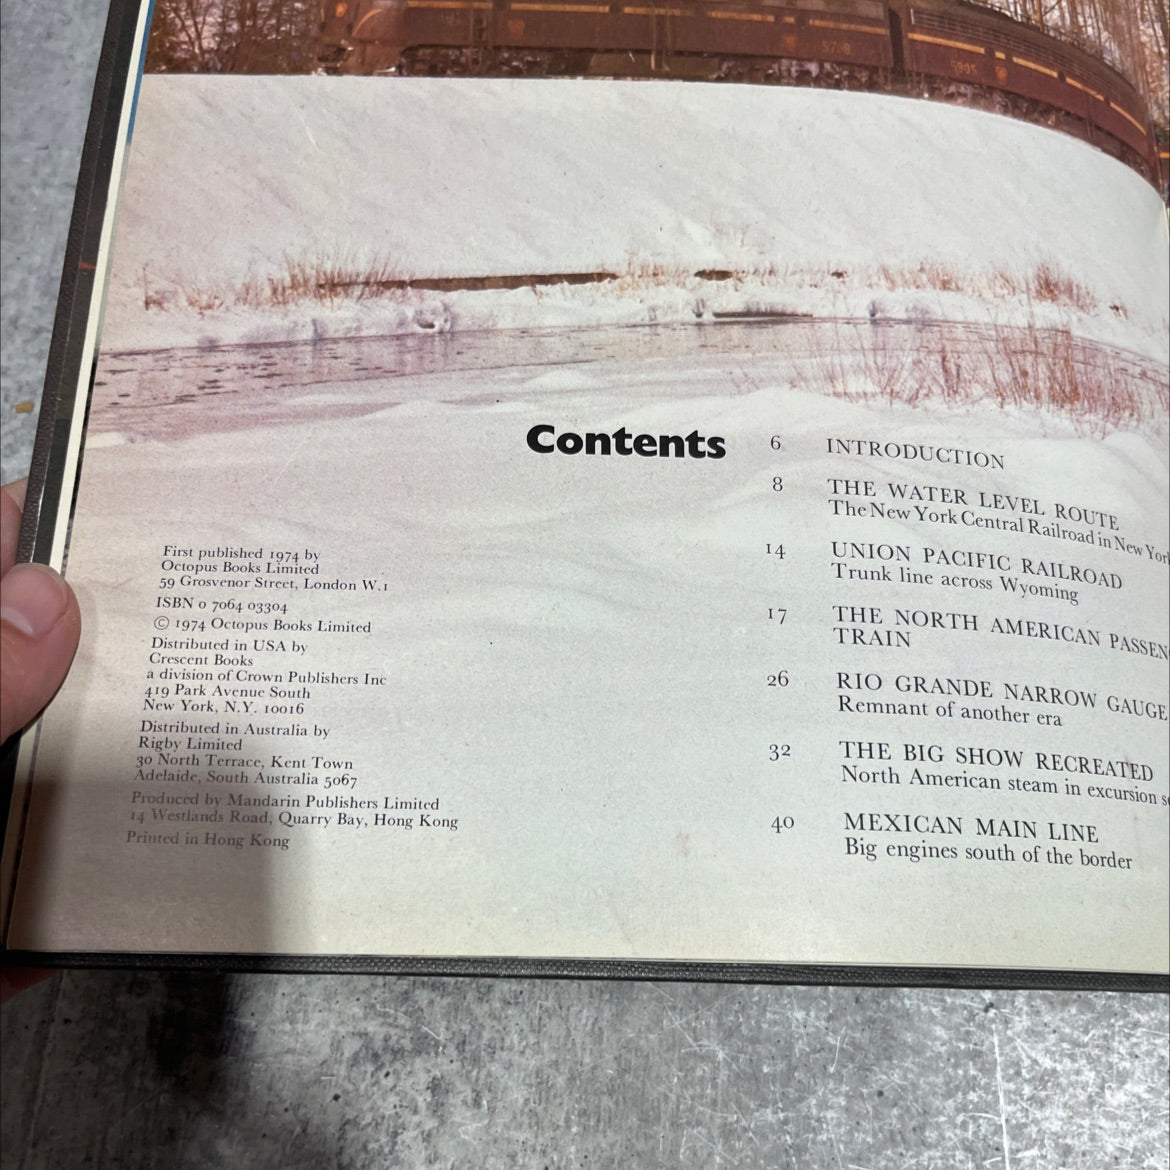 Contents
6 INTRODUCTION
8 THE WATER LEVEL ROUTE
The New York Central Railroad in New York
14 UNION PACIFIC RAILROAD
Trunk line across Wyoming
17 THE NORTH AMERICAN
TRAIN
26 RIO GRANDE NARROW GAUGE
Remnant of another era
32 THE BIG SHOW RECREATED
North American steam in excursion
40 MEXICAN MAIN LINE
Big engines south of the border
First published 1974 by
Octopus Books Limited
59 Grosvenor Street, London W.1
ISBN 0 7064 03304
© 1974 Octopus Books Limited
Distributed in USA by
Crescent Books
a division of Crown Publishers Inc
419 Park Avenue South
New York, N.Y. 10016
Distributed in Australia by
Rigby Limited
30 North Terrace, Kent Town
Adelaide, South Australia 5067
Produced by Mandarin Publishers Limited
14 Westlands Road, Quarry Bay, Hong Kong
Printed in Hong Kong